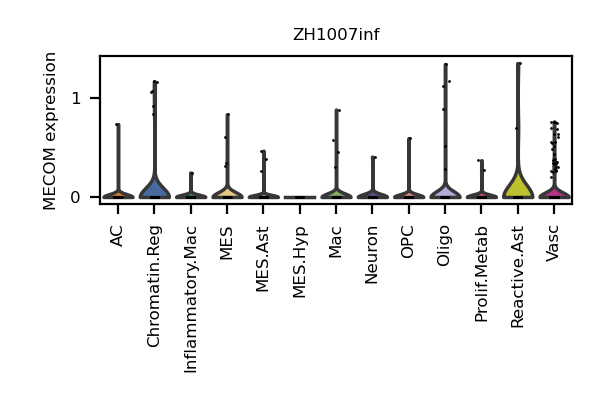 ZH1007inf
MECOM expression
1
0
AC
Chromatin.Reg
Inflammatory.Mac
MES
MES.Ast
MES.Hyp
Mac
Neuron
OPC
Oligo
Prolif.Metab
Reactive.Ast
Vasc